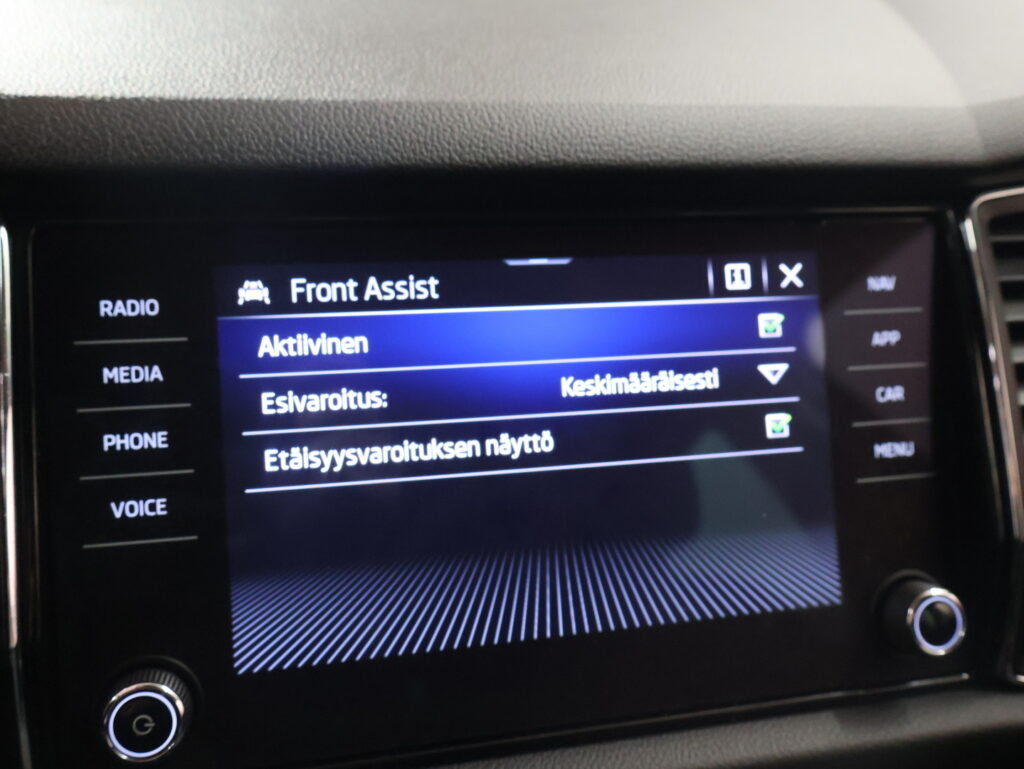 Front Assist
Aktiivinen
Esivaroitus: Keskimääräisesti
Etäisyysvaroituksen näyttö
RADIO
MEDIA
PHONE
VOICE
NAV
APP
CAR
MENU